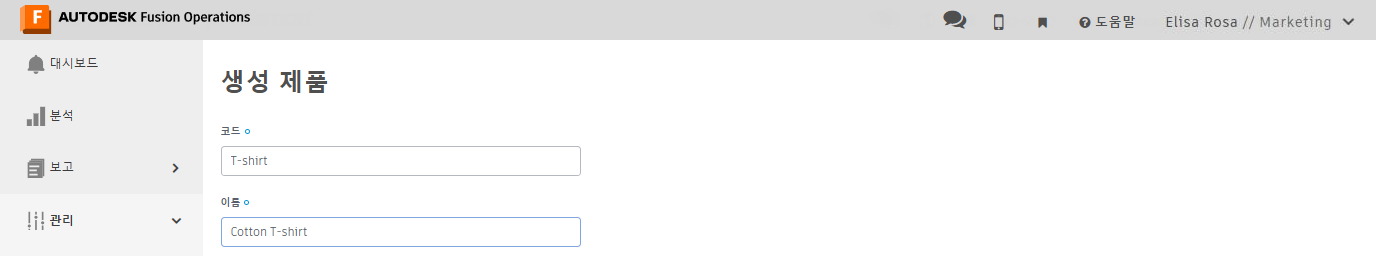 F AUTODESK Fusion Operations
도움말
Elisa Rosa // Marketing
대시보드
분석
보고
관리
생성 제품
코드
T-shirt
이름
Cotton T-shirt